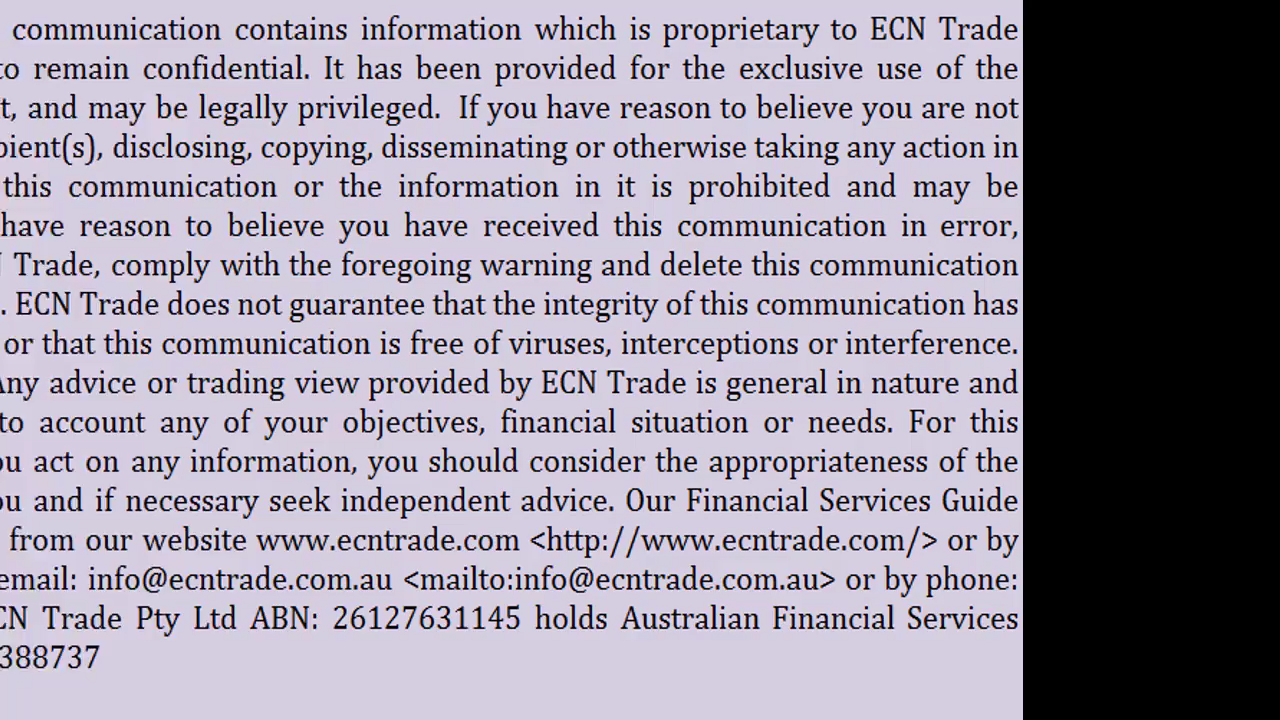 communication contains information which is proprietary to ECN Trade
to remain confidential. It has been provided for the exclusive use of the
and may be legally privileged. If you have reason to believe you are not
disclosing, copying, disseminating or otherwise taking any action in
this communication or the information in it is prohibited and may be
have reason to believe you have received this communication in error,
Trade, comply with the foregoing warning and delete this communication
. ECN Trade does not guarantee that the integrity of this communication has
or that this communication is free of viruses, interceptions or interference.
Any advice or trading view provided by ECN Trade is general in nature and
to account any of your objectives, financial situation or needs. For this
act on any information, you should consider the appropriateness of the
and if necessary seek independent advice. Our Financial Services Guide
from our website www.ecntrade.com <http://www.ecntrade.com/> or by
email: info@ecntrade.com.au <mailto:info@ecntrade.com.au> or by phone:
Trade Pty Ltd ABN: 26127631145 holds Australian Financial Services
388737